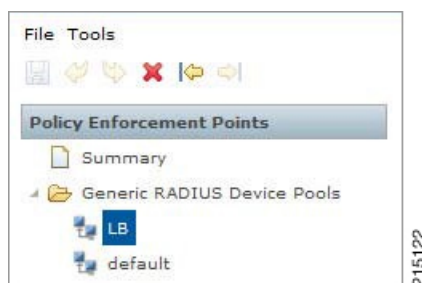 File Tools
Policy Enforcement Points
Summary
Generic RADIUS Device Pools
LB
default
215122